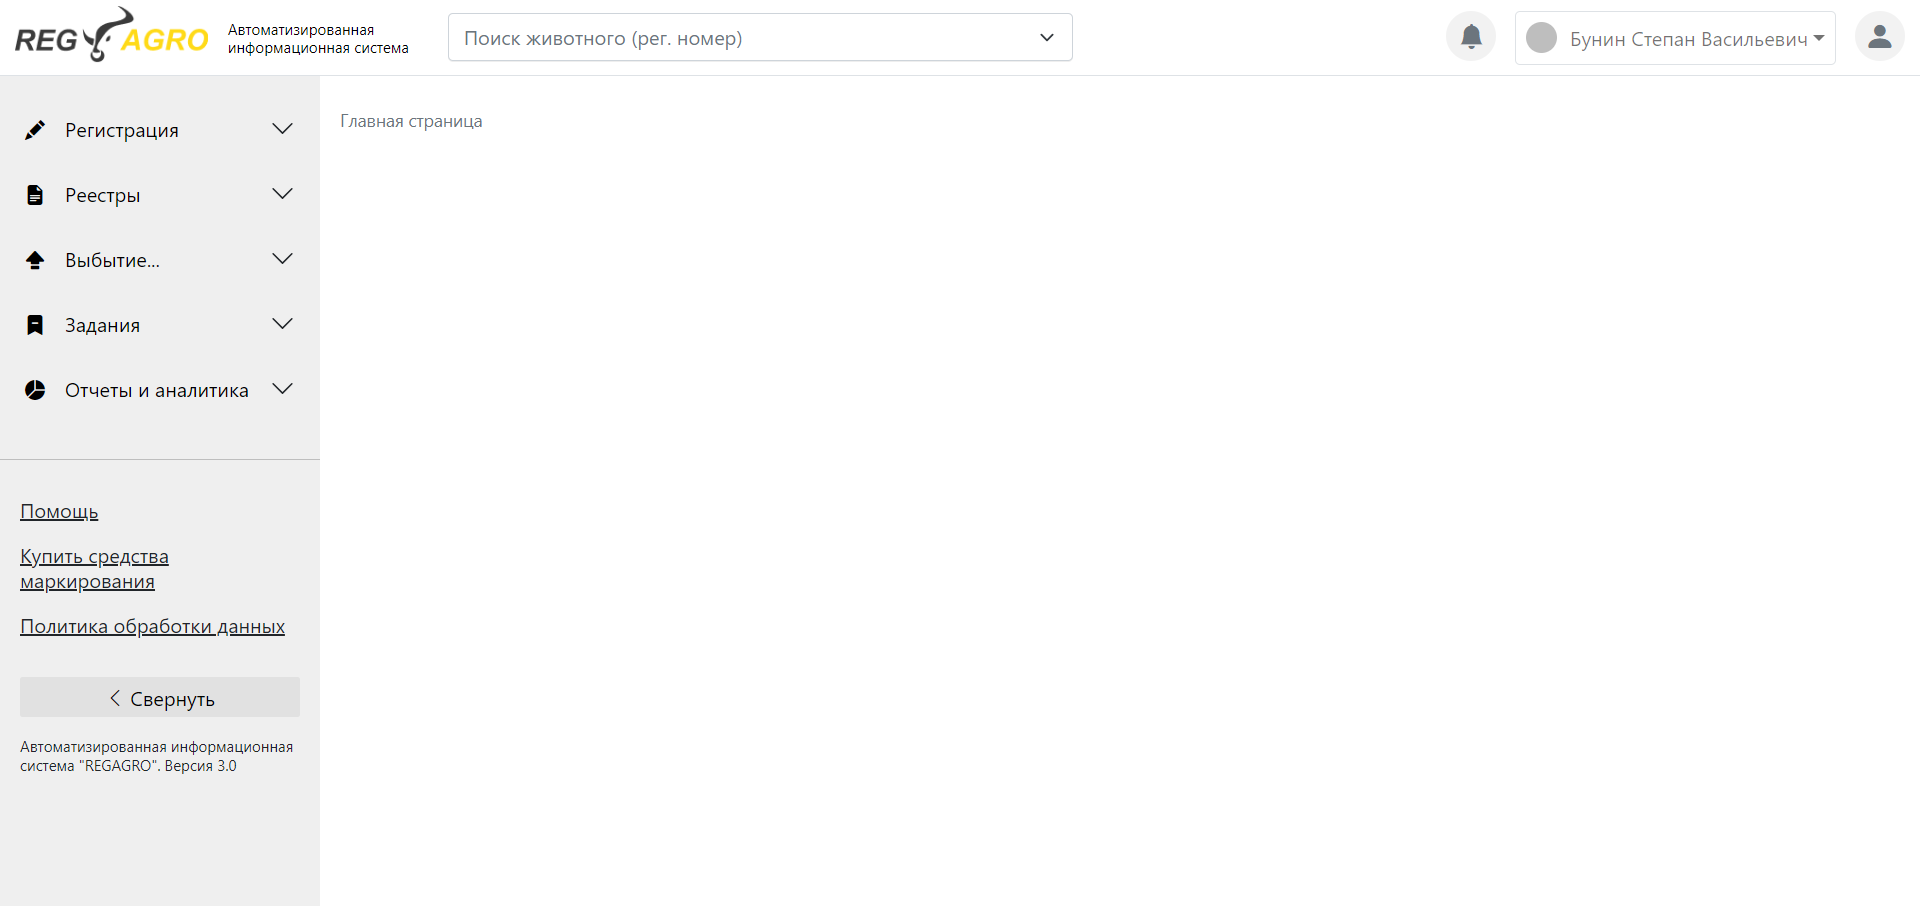 REG AGRO
Автоматизированная
информационная система
Поиск животного (рег. номер)
Бунин Степан Васильевич
Регистрация
Реестры
Выбытие...
Задания
Отчеты и аналитика
Главная страница
Помощь
Купить средства
маркирования
Политика обработки данных
Свернуть
Автоматизированная информационная
система "REGAGRO". Версия 3.0